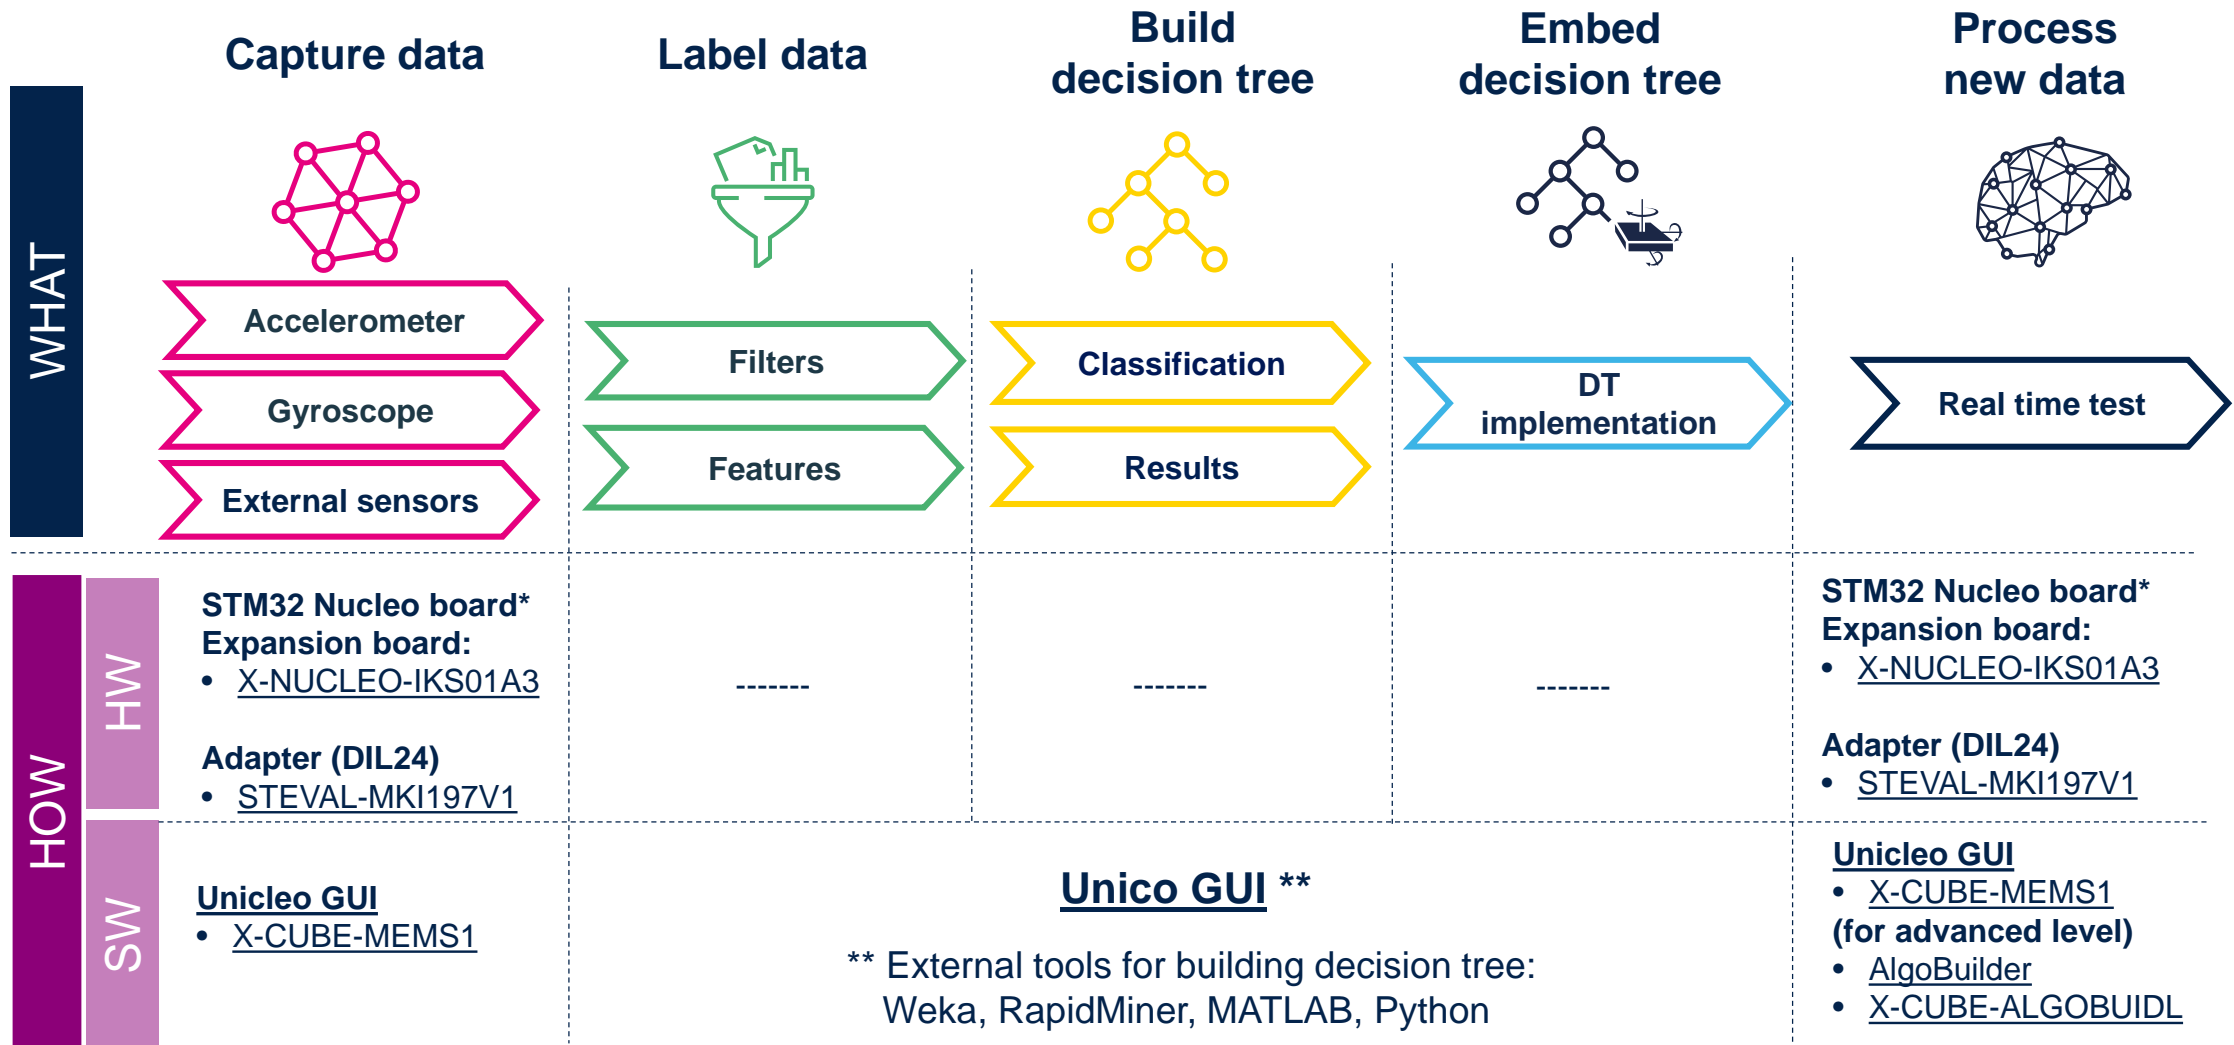 Capture data
Label data
Build
decision tree
Embed
decision tree
Process
new data
WHAT
Accelerometer
Gyroscope
External sensors
Filters
Features
Classification
Results
DT
implementation
Real time test
HOW
HW
STM32 Nucleo board*
Expansion board:
• X-NUCLEO-IKS01A3
Adapter (DIL24)
• STEVAL-MKI197V1
-------
-------
-------
STM32 Nucleo board*
Expansion board:
• X-NUCLEO-IKS01A3
Adapter (DIL24)
• STEVAL-MKI197V1
SW
Unicleo GUI
• X-CUBE-MEMS1
Unico GUI **
** External tools for building decision tree:
Weka, RapidMiner, MATLAB, Python
Unicleo GUI
• X-CUBE-MEMS1
(for advanced level)
• AlgoBuilder
• X-CUBE-ALGOBUIDL